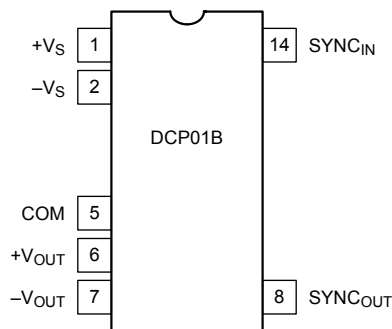 +VS 1 14 SYNCIN
–VS 2
DCP01B
COM 5
+VOUT 6
–VOUT 7 8 SYNCOUT